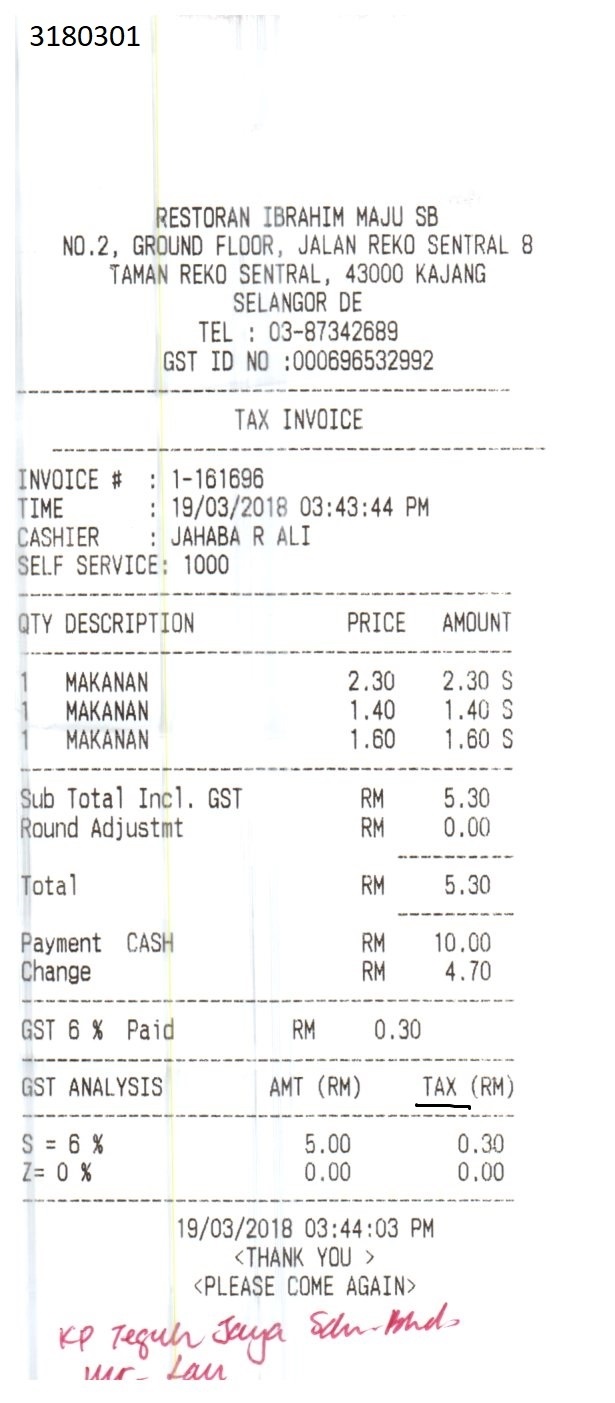 3180301
RESTORAN IBRAHIM MAJU SB
NO.2, GROUND FLOOR, JALAN REKO SENTRAL 8
TAMAN REKO SENTRAL, 43000 KAJANG
SELANGOR DE
TEL : 03-87342689
GST ID NO :000696532992
TAX INVOICE
INVOICE # : 1-161696
TIME : 19/03/2018 03:43:44 PM
CASHIER : JAHABA R ALI
SELF SERVICE: 1000
QTY DESCRIPTION PRICE AMOUNT
1 MAKANAN 2.30 2.30 S
1 MAKANAN 1.40 1.40 S
1 MAKANAN 1.60 1.60 S
Sub Total Incl. GST RM 5.30
Round Adjustmt RM 0.00
Total RM 5.30
Payment CASH RM 10.00
Change RM 4.70
GST 6 % Paid RM 0.30
GST ANALYSIS AMT (RM) TAX (RM)
S = 6 % 5.00 0.30
Z= 0 % 0.00 0.00
19/03/2018 03:44:03 PM
<THANK YOU >
<PLEASE COME AGAIN>
KP Teguh Jaya Sdn. Bhd
Mr. Lau